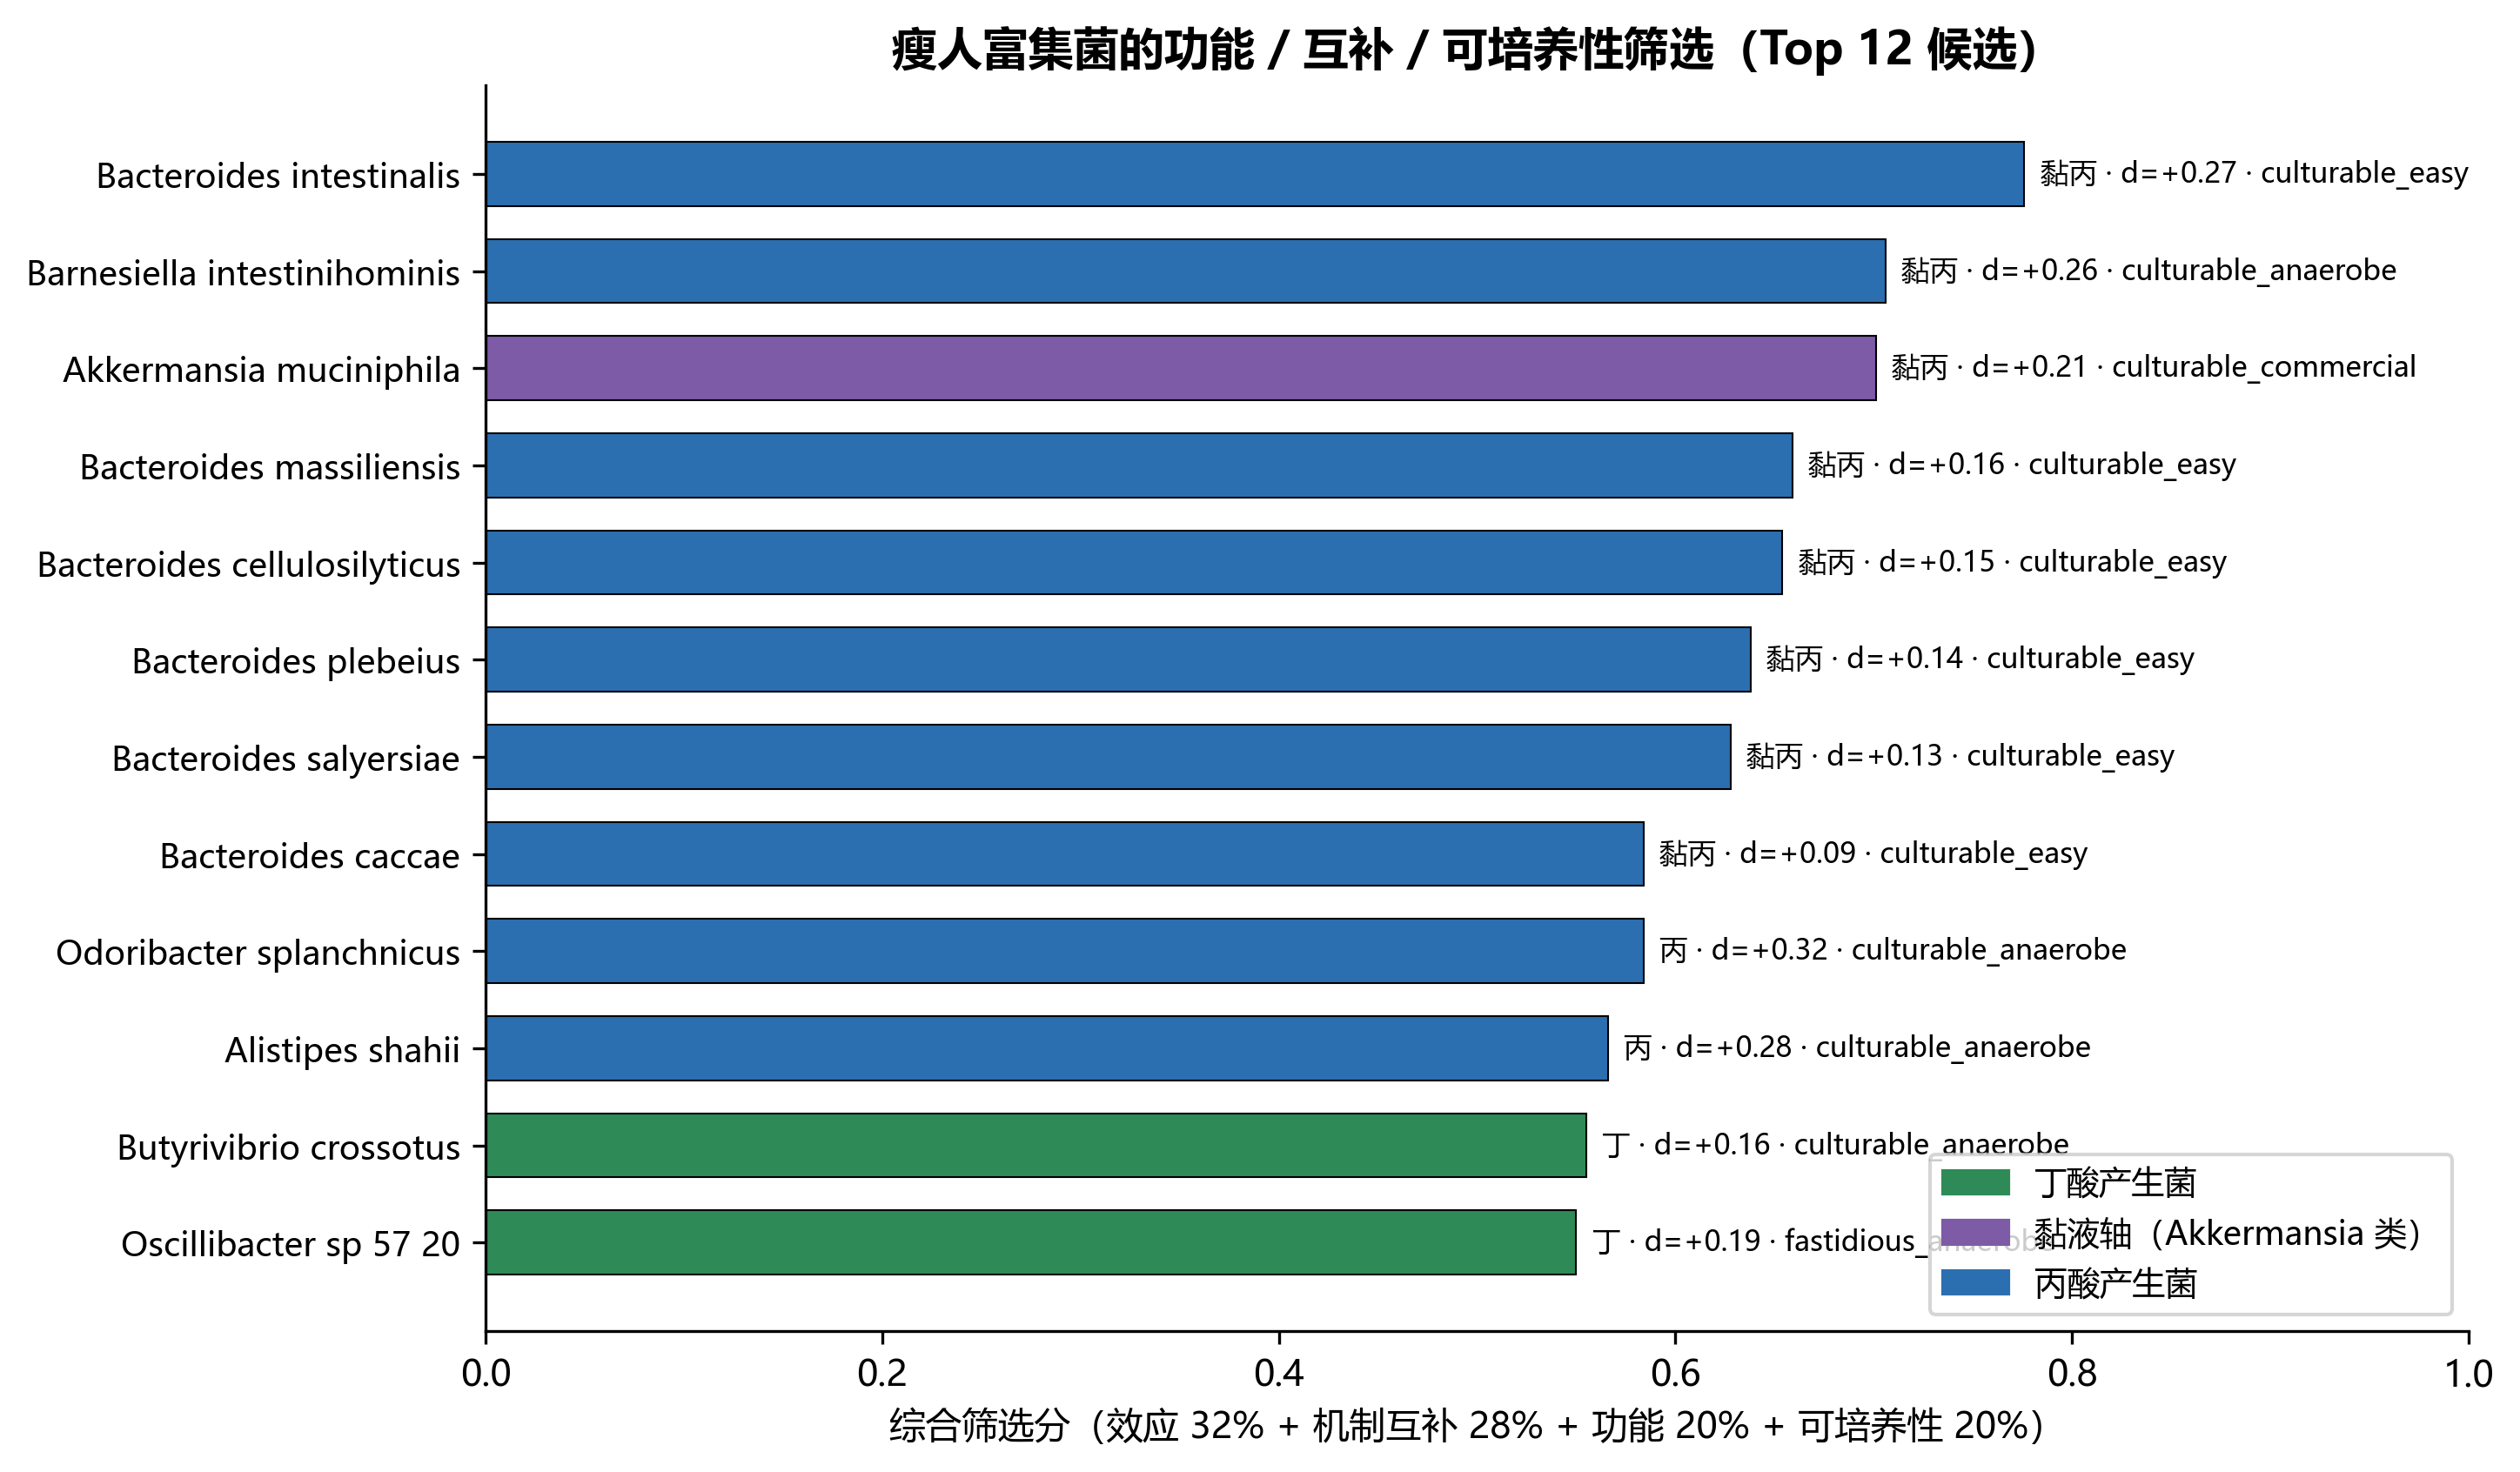 瘦人富集菌的功能 / 互补 / 可培养性筛选（Top 12 候选）
Bacteroides intestinalis
黏丙 · d=+0.27 · culturable_easy
Barnesiella intestinihominis
黏丙 · d=+0.26 · culturable_anaerobe
Akkermansia muciniphila
黏丙 · d=+0.21 · culturable_commercial
Bacteroides massiliensis
黏丙 · d=+0.16 · culturable_easy
Bacteroides cellulosilyticus
黏丙 · d=+0.15 · culturable_easy
Bacteroides plebeius
黏丙 · d=+0.14 · culturable_easy
Bacteroides salyersiae
黏丙 · d=+0.13 · culturable_easy
Bacteroides caccae
黏丙 · d=+0.09 · culturable_easy
Odoribacter splanchnicus
丙 · d=+0.32 · culturable_anaerobe
Alistipes shahii
丙 · d=+0.28 · culturable_anaerobe
Butyrivibrio crossotus
丁 · d=+0.16 · culturable_anaerobe
Oscillibacter sp 57 20
丁 · d=+0.19 · fastidious_anaerobe
丁酸产生菌
黏液轴（Akkermansia 类）
丙酸产生菌
0.0 0.2 0.4 0.6 0.8 1.0
综合筛选分（效应 32% + 机制互补 28% + 功能 20% + 可培养性 20%）